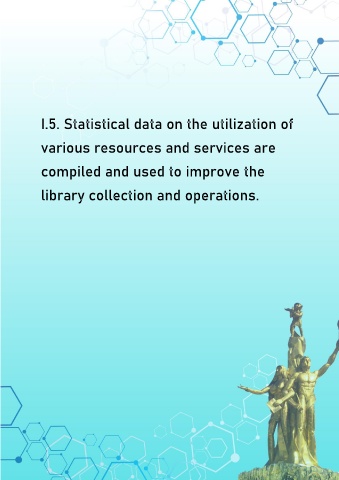 I.5. Statistical data on the utilization of
various resources and services are
compiled and used to improve the
library collection and operations.